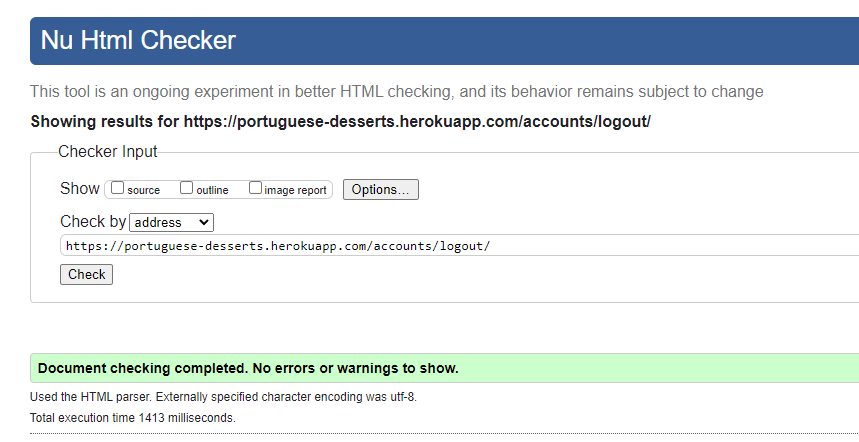 Nu Html Checker
This tool is an ongoing experiment in better HTML checking, and its behavior remains subject to change
Showing results for https://portuguese-desserts.herokuapp.com/accounts/logout/
Checker Input
Show source outline image report Options...
Check by address
https://portuguese-desserts.herokuapp.com/accounts/logout/
Check
Document checking completed. No errors or warnings to show.
Used the HTML parser. Externally specified character encoding was utf-8.
Total execution time 1413 milliseconds.